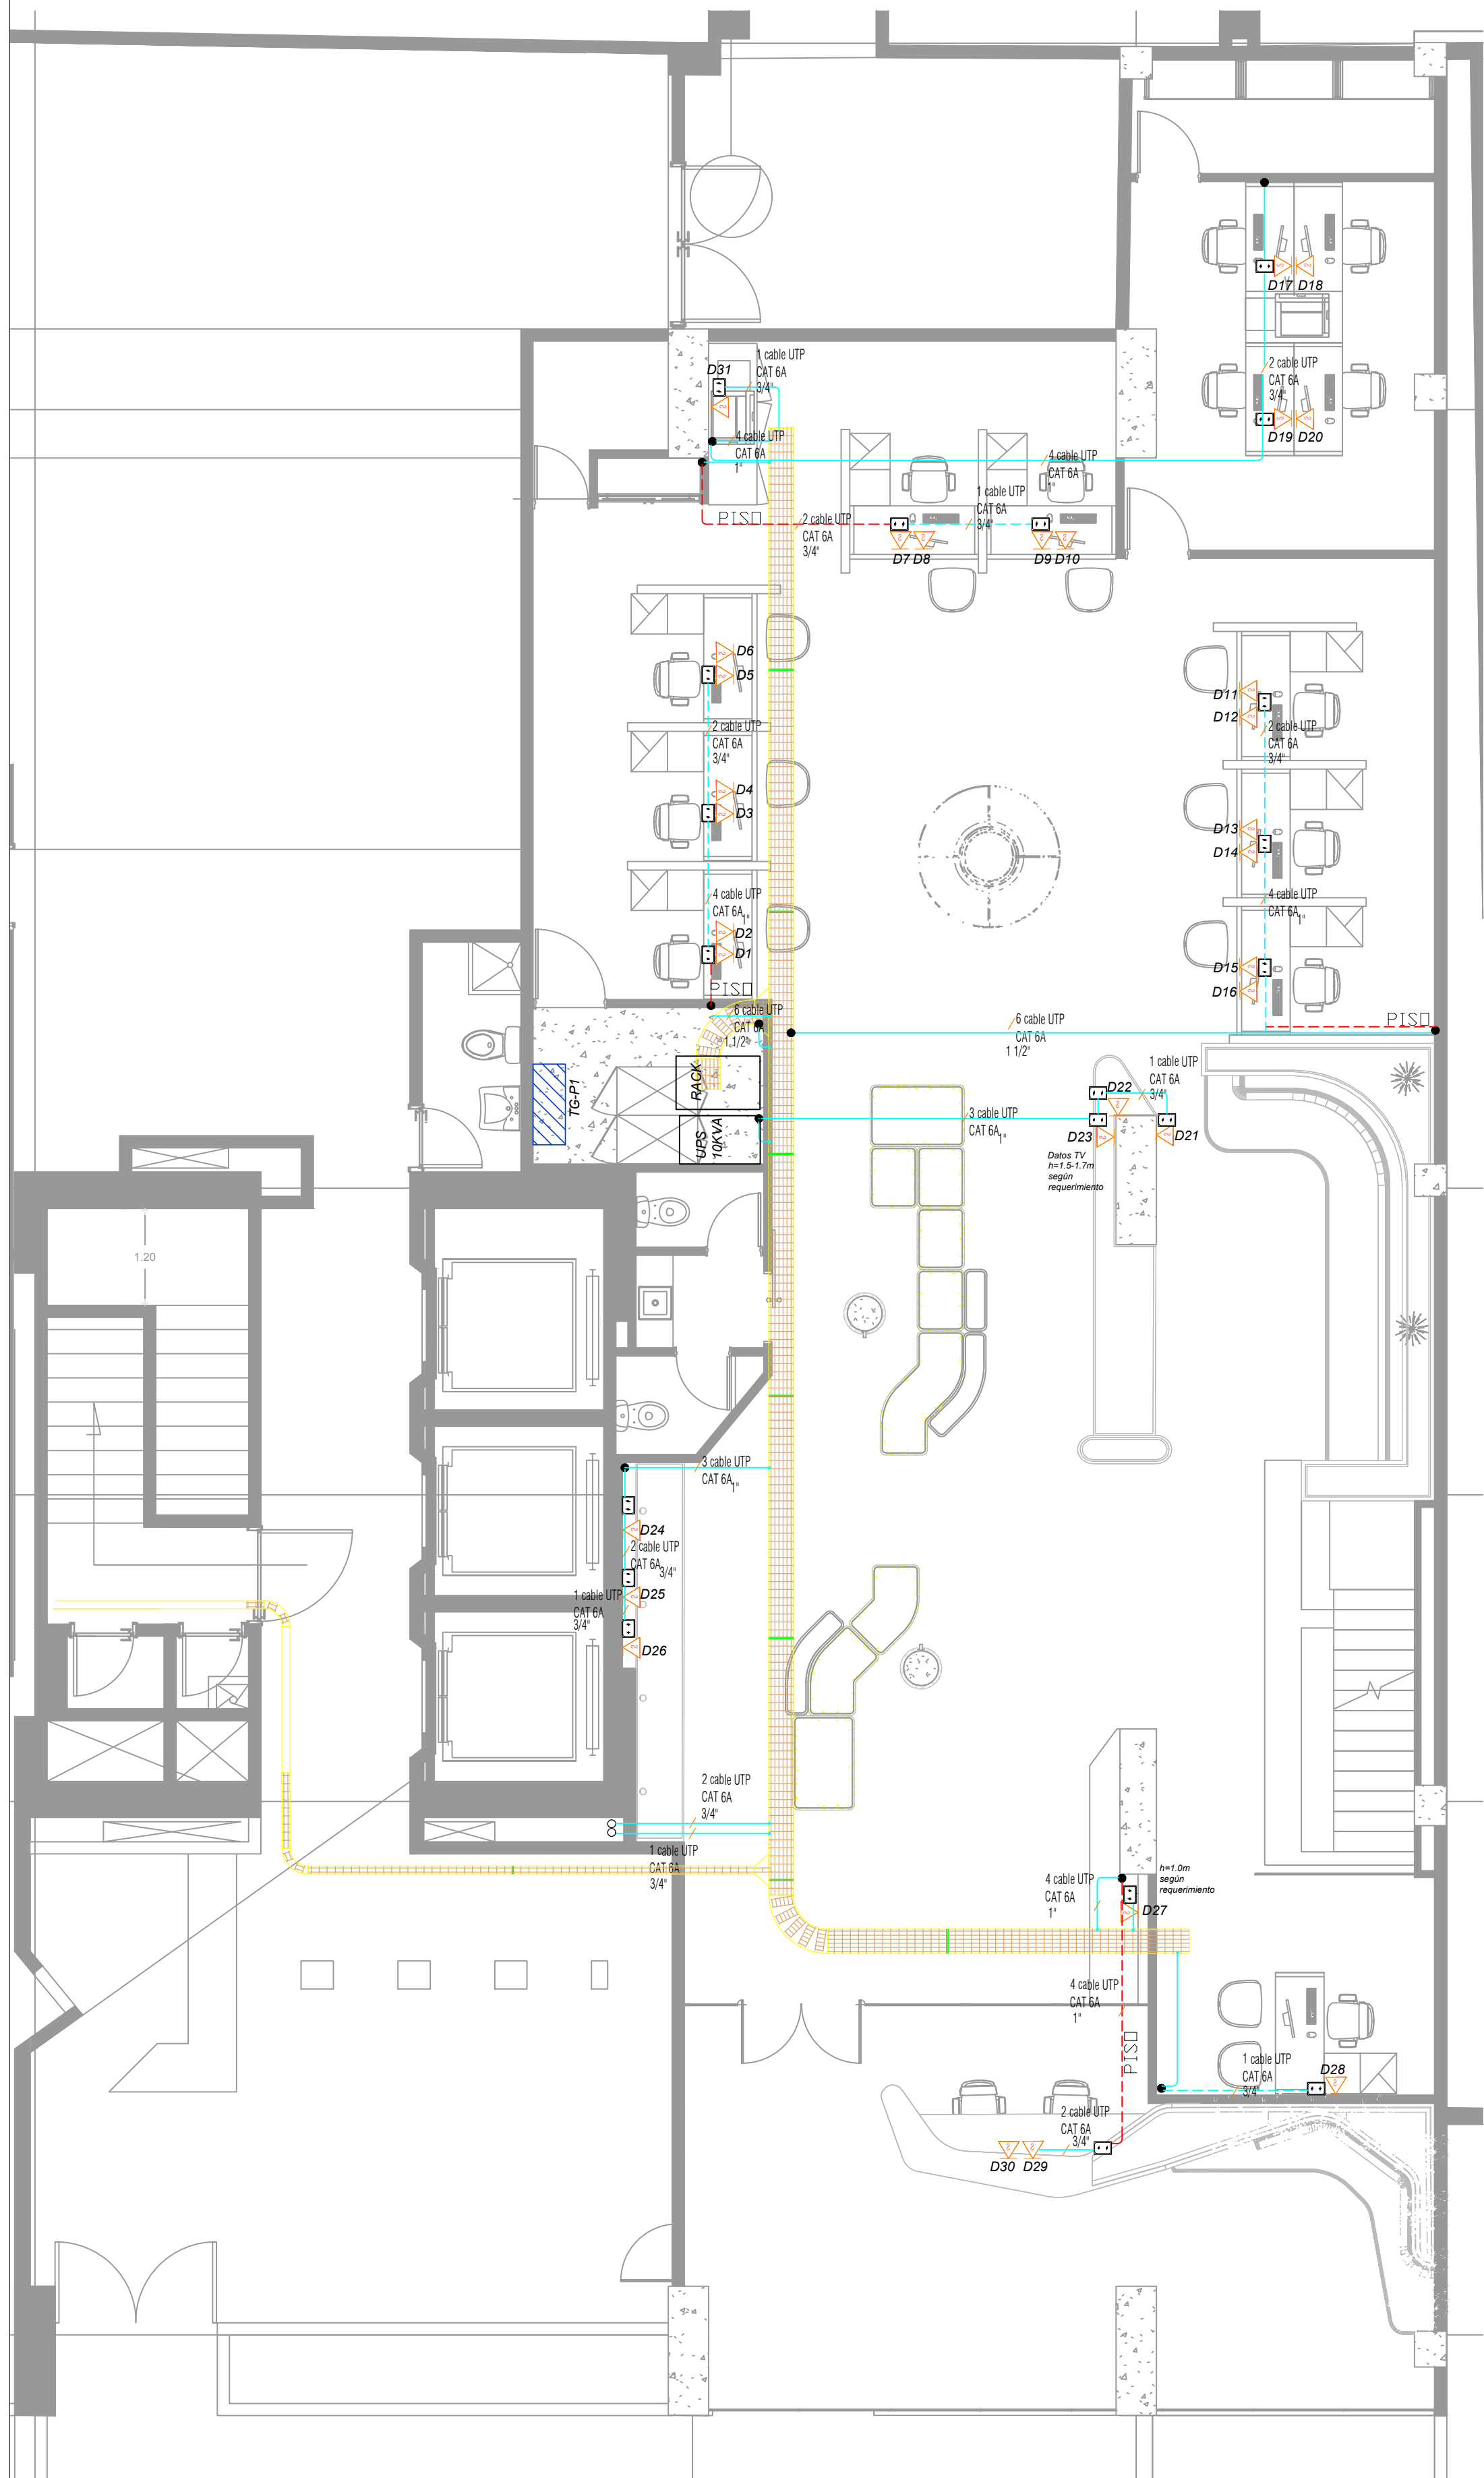 D17 D18
1 cable UTP
CAT 6A
3/4"
D31
2 cable UTP
CAT 6A
3/4"
D19 D20
4 cable UTP
CAT 6A
1"
4 cable UTP
CAT 6A
1"
1 cable UTP
CAT 6A
3/4"
PISO
2 cable UTP
CAT 6A
3/4"
D7 D8
D9 D10
D6
D5
D11
D12
2 cable UTP
CAT 6A
3/4"
2 cable UTP
CAT 6A
3/4"
D4
D3
D13
D14
4 cable UTP
CAT 6A
1"
4 cable UTP
CAT 6A
1"
D2
D1
D15
D16
PISO
6 cable UTP
CAT 6A
1 1/2"
6 cable UTP
CAT 6A
1 1/2"
PISO
RACK
TG-P1
UPS
10KVA
1 cable UTP
CAT 6A
3/4"
D22
3 cable UTP
CAT 6A
1"
D23
D21
Datos TV
h=1.5-1.7m
según
requerimiento
1.20
3 cable UTP
CAT 6A
1"
D24
2 cable UTP
CAT 6A
3/4"
D25
1 cable UTP
CAT 6A
3/4"
D26
2 cable UTP
CAT 6A
3/4"
1 cable UTP
CAT 6A
3/4"
h=1.0m
según
requerimiento
4 cable UTP
CAT 6A
1"
D27
4 cable UTP
CAT 6A
1"
PISO
1 cable UTP
CAT 6A
3/4"
D28
2 cable UTP
CAT 6A
3/4"
D30 D29